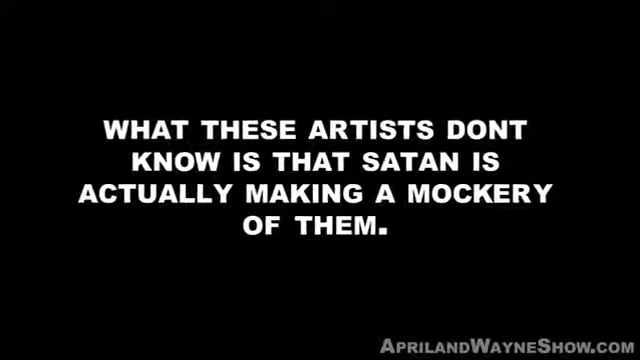 WHAT THESE ARTISTS DONT
KNOW IS THAT SATAN IS
ACTUALLY MAKING A MOCKERY
OF THEM.
APRILANDWAYNESHOW.COM